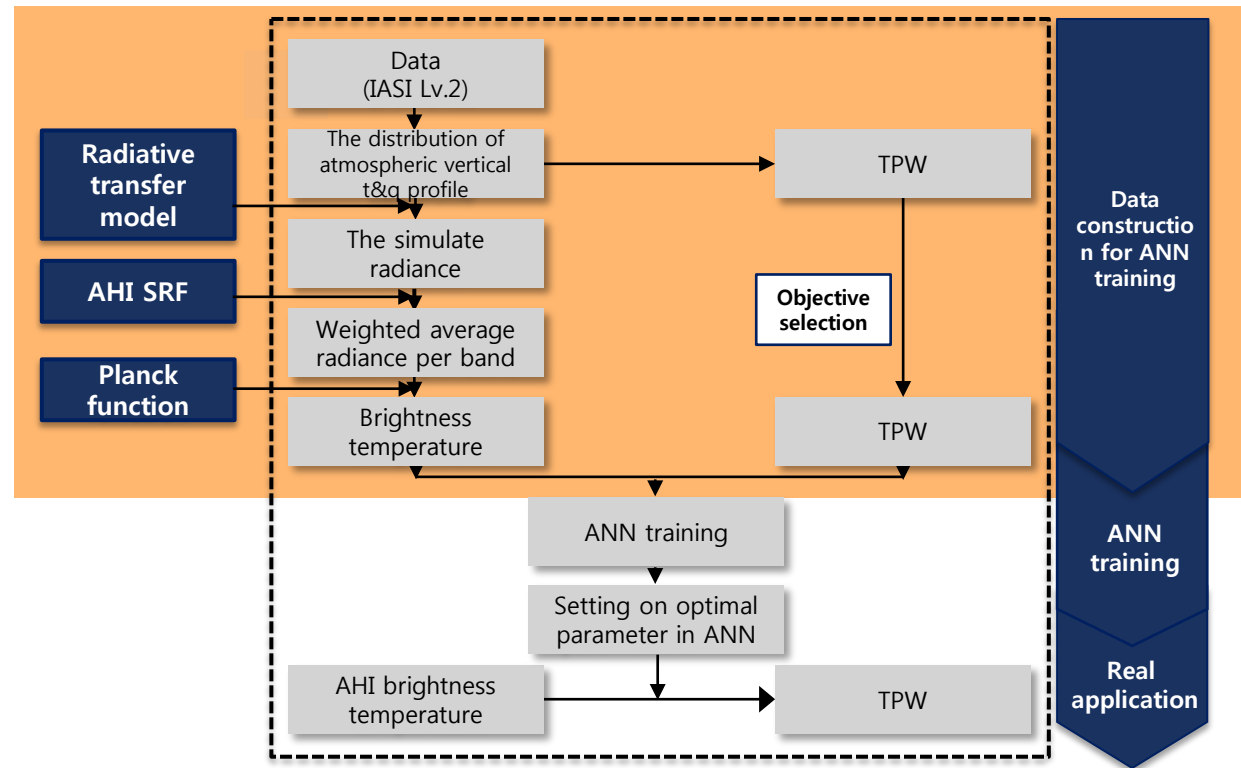 Data
(IASI Lv.2)
The distribution of
atmospheric vertical
t&q profile
TPW
Radiative
transfer
model
The simulate
radiance
AHI SRF
Objective
selection
Weighted average
radiance per band
Planck
function
Brightness
temperature
TPW
ANN training
Setting on optimal
parameter in ANN
AHI brightness
temperature
TPW
Data
constructio
n for ANN
training
ANN
training
Real
application